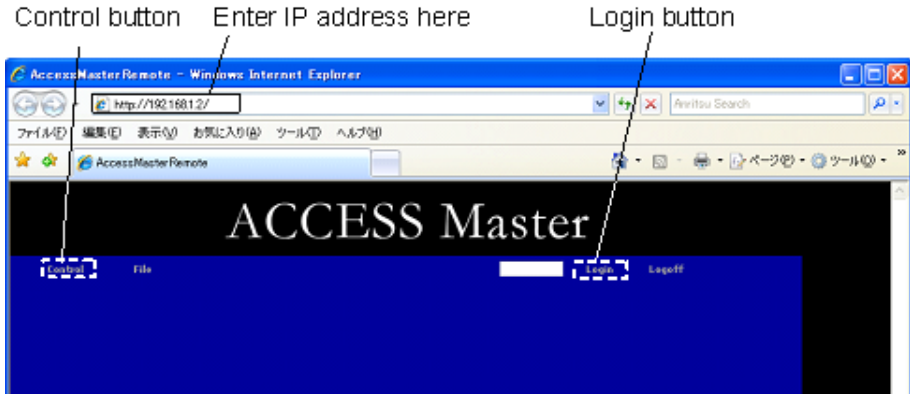 Control button Enter IP address here Login button
AccessMasterRemote - Windows Internet Explorer
http://192.168.1.2/ Anritsu Search
ファイル(F) 編集(E) 表示(V) お気に入り(A) ツール(T) ヘルプ(H)
AccessMasterRemote ページ(P) ツール(O)
ACCESS Master
Control File Login Logoff